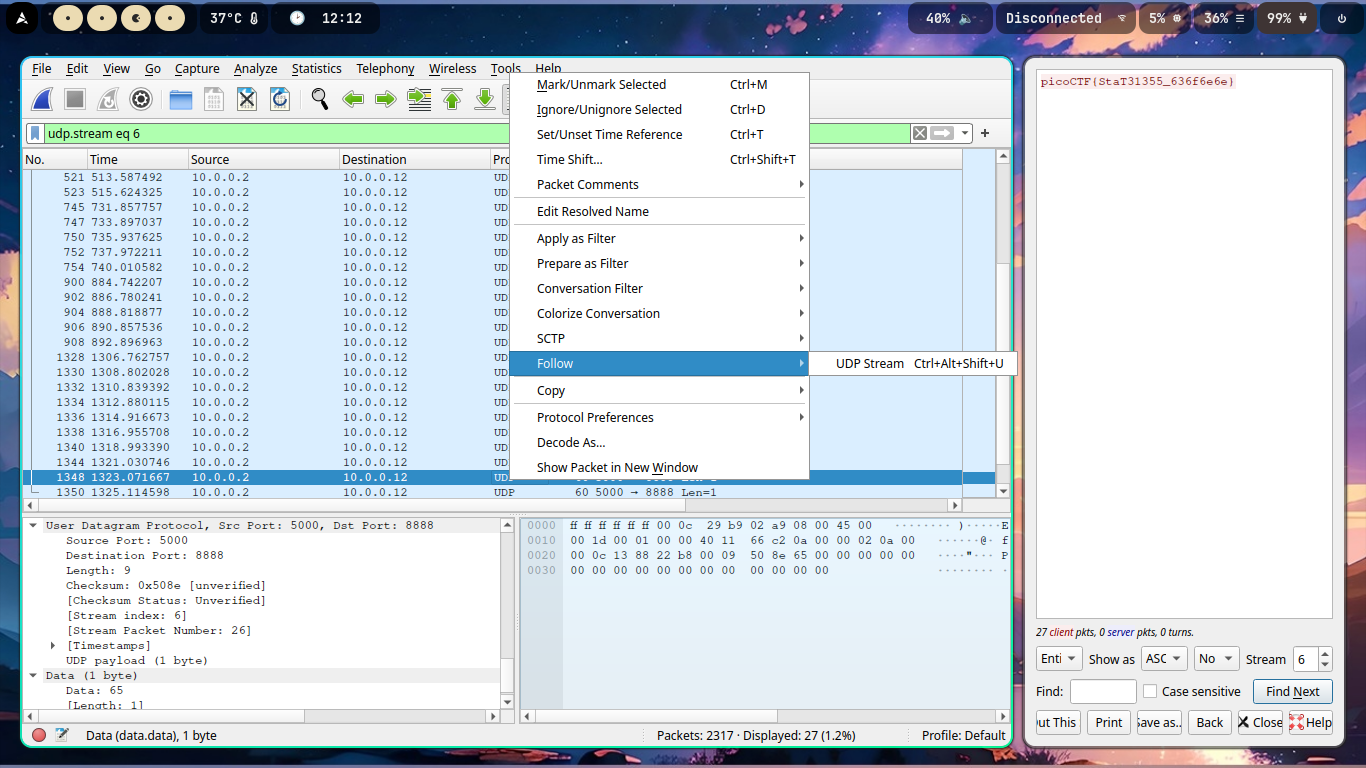 37°C 12:12 40% Disconnected 5% 36% 99%
File Edit View Go Capture Analyze Statistics Telephony Wireless Tools Help
udp.stream eq 6
No. Time Source Destination
521 513.587492 10.0.0.2 10.0.0.12 UD
523 515.624325 10.0.0.2 10.0.0.12 UD
745 731.857757 10.0.0.2 10.0.0.12 UD
747 733.897037 10.0.0.2 10.0.0.12 UD
750 735.937625 10.0.0.2 10.0.0.12 UD
752 737.972211 10.0.0.2 10.0.0.12 UD
754 740.010582 10.0.0.2 10.0.0.12 UD
900 884.742207 10.0.0.2 10.0.0.12 UD
902 886.780241 10.0.0.2 10.0.0.12 UD
904 888.818877 10.0.0.2 10.0.0.12 UD
906 890.857536 10.0.0.2 10.0.0.12 UD
908 892.896963 10.0.0.2 10.0.0.12 UD
1328 1306.762757 10.0.0.2 10.0.0.12 UD
1330 1308.802028 10.0.0.2 10.0.0.12 UD
1332 1310.839392 10.0.0.2 10.0.0.12 UD
1334 1312.880115 10.0.0.2 10.0.0.12 UD
1336 1314.916673 10.0.0.2 10.0.0.12 UD
1338 1316.955708 10.0.0.2 10.0.0.12 UD
1340 1318.993390 10.0.0.2 10.0.0.12 UD
1344 1321.030746 10.0.0.2 10.0.0.12 UD
1348 1323.071667 10.0.0.2 10.0.0.12 UD
1350 1325.114598 10.0.0.2 10.0.0.12 UDP 60 5000 → 8888 Len=1
Mark/Unmark Selected Ctrl+M
Ignore/Unignore Selected Ctrl+D
Set/Unset Time Reference Ctrl+T
Time Shift... Ctrl+Shift+T
Packet Comments
Edit Resolved Name
Apply as Filter
Prepare as Filter
Conversation Filter
Colorize Conversation
SCTP
Follow
UDP Stream Ctrl+Alt+Shift+U
Copy
Protocol Preferences
Decode As...
Show Packet in New Window
User Datagram Protocol, Src Port: 5000, Dst Port: 8888
Source Port: 5000
Destination Port: 8888
Length: 9
Checksum: 0x508e [unverified]
[Checksum Status: Unverified]
[Stream index: 6]
[Stream Packet Number: 26]
[Timestamps]
UDP payload (1 byte)
Data (1 byte)
Data: 65
[Length: 1]
0000 ff ff ff ff ff ff 00 0c 29 b9 02 a9 08 00 45 00 ········ )·····E
0010 00 1d 00 01 00 00 40 11 66 c2 0a 00 00 02 0a 00 ······@· f
0020 00 0c 13 88 22 b8 00 09 50 8e 65 00 00 00 00 00 ····"··· P
0030 00 00 00 00 00 00 00 00 00 00 00 00 ········ ·
Data (data.data), 1 byte Packets: 2317 · Displayed: 27 (1.2%) Profile: Default
picoCTF{StaT31355_636f6e6e}
27 client pkts, 0 server pkts, 0 turns.
Enti Show as ASC No Stream 6
Find: Case sensitive Find Next
ut This Print Save as.. Back Close Help